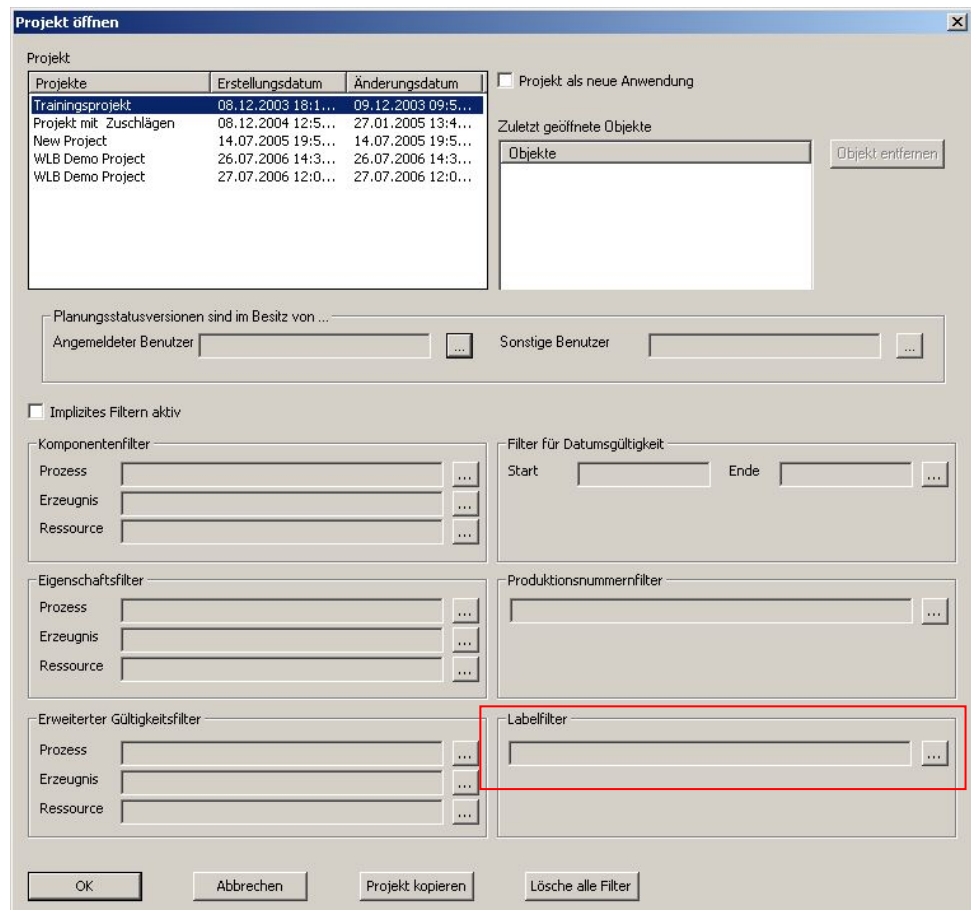 Projekt öffnen
Projekt
Projekte Erstellungsdatum Änderungsdatum
Trainingsprojekt 08.12.2003 18:1... 09.12.2003 09:5...
Projekt mit Zuschlägen 08.12.2004 12:5... 27.01.2005 13:4...
New Project 14.07.2005 19:5... 14.07.2005 19:5...
WLB Demo Project 26.07.2006 14:3... 26.07.2006 14:3...
WLB Demo Project 27.07.2006 12:0... 27.07.2006 12:0...
Projekt als neue Anwendung
Zuletzt geöffnete Objekte
Objekte
Objekt entfernen
Planungsstatusversionen sind im Besitz von ...
Angemeldeter Benutzer ... Sonstige Benutzer ...
Implizites Filtern aktiv
Komponentenfilter
Prozess ...
Erzeugnis ...
Ressource ...
Filter für Datumsgültigkeit
Start Ende ...
Eigenschaftsfilter
Prozess ...
Erzeugnis ...
Ressource ...
Produktionsnummernfilter
...
Erweiterter Gültigkeitsfilter
Prozess ...
Erzeugnis ...
Ressource ...
Labelfilter
...
OK Abbrechen Projekt kopieren Lösche alle Filter